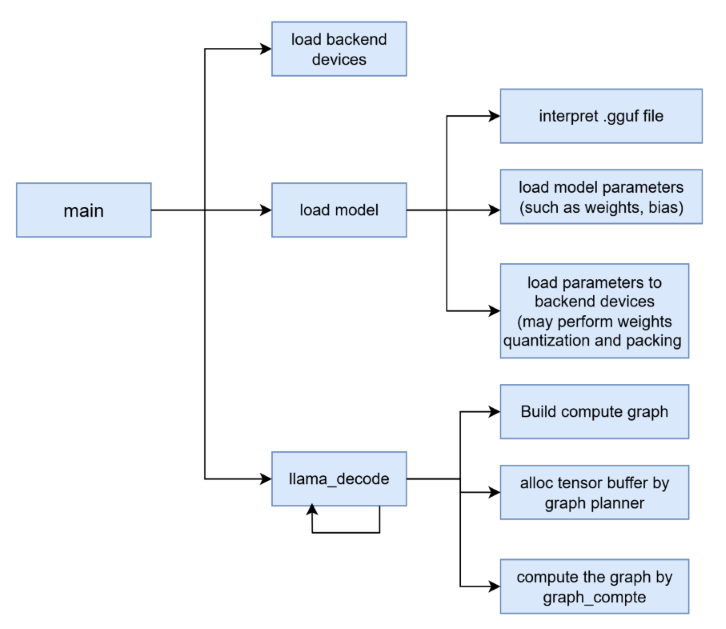 load backend
devices
interpret .gguf file
main
load model
load model parameters
(such as weights, bias)
load parameters to
backend devices
(may perform weights
quantization and packing
Build compute graph
llama_decode
alloc tensor buffer by
graph planner
compute the graph by
graph_compte